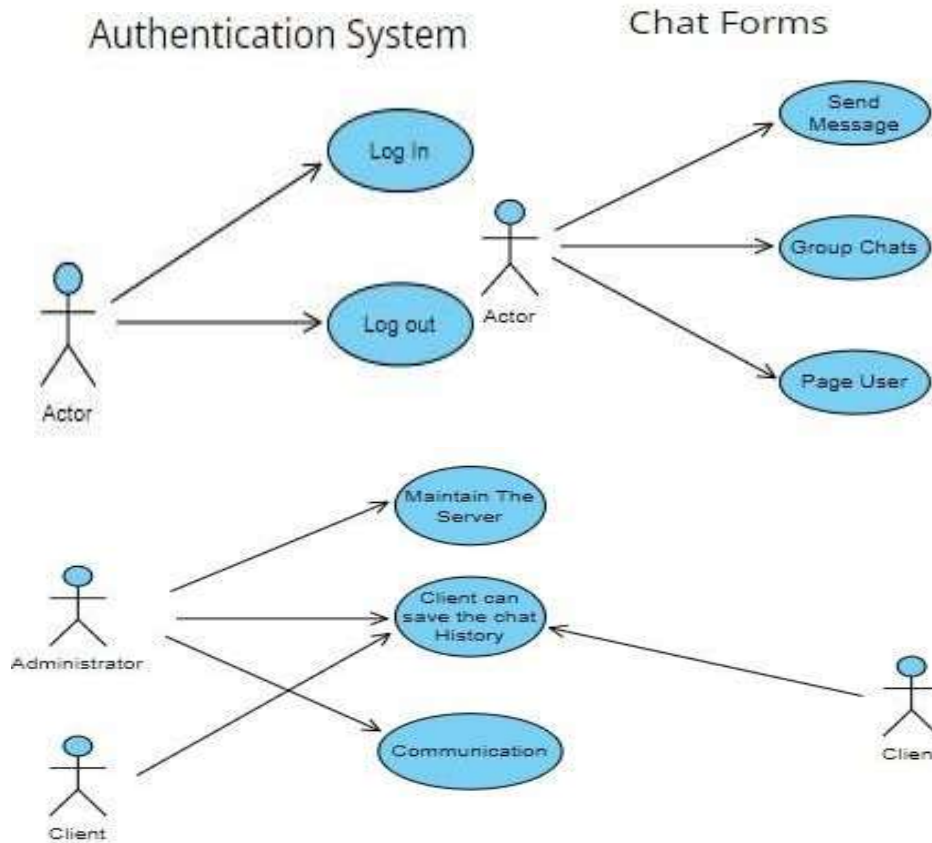 Authentication System
Chat Forms
Log In
Log out
Actor
Send
Message
Group Chats
Page User
Actor
Maintain The
Server
Client can
save the chat
History
Communication
Administrator
Client
Clien